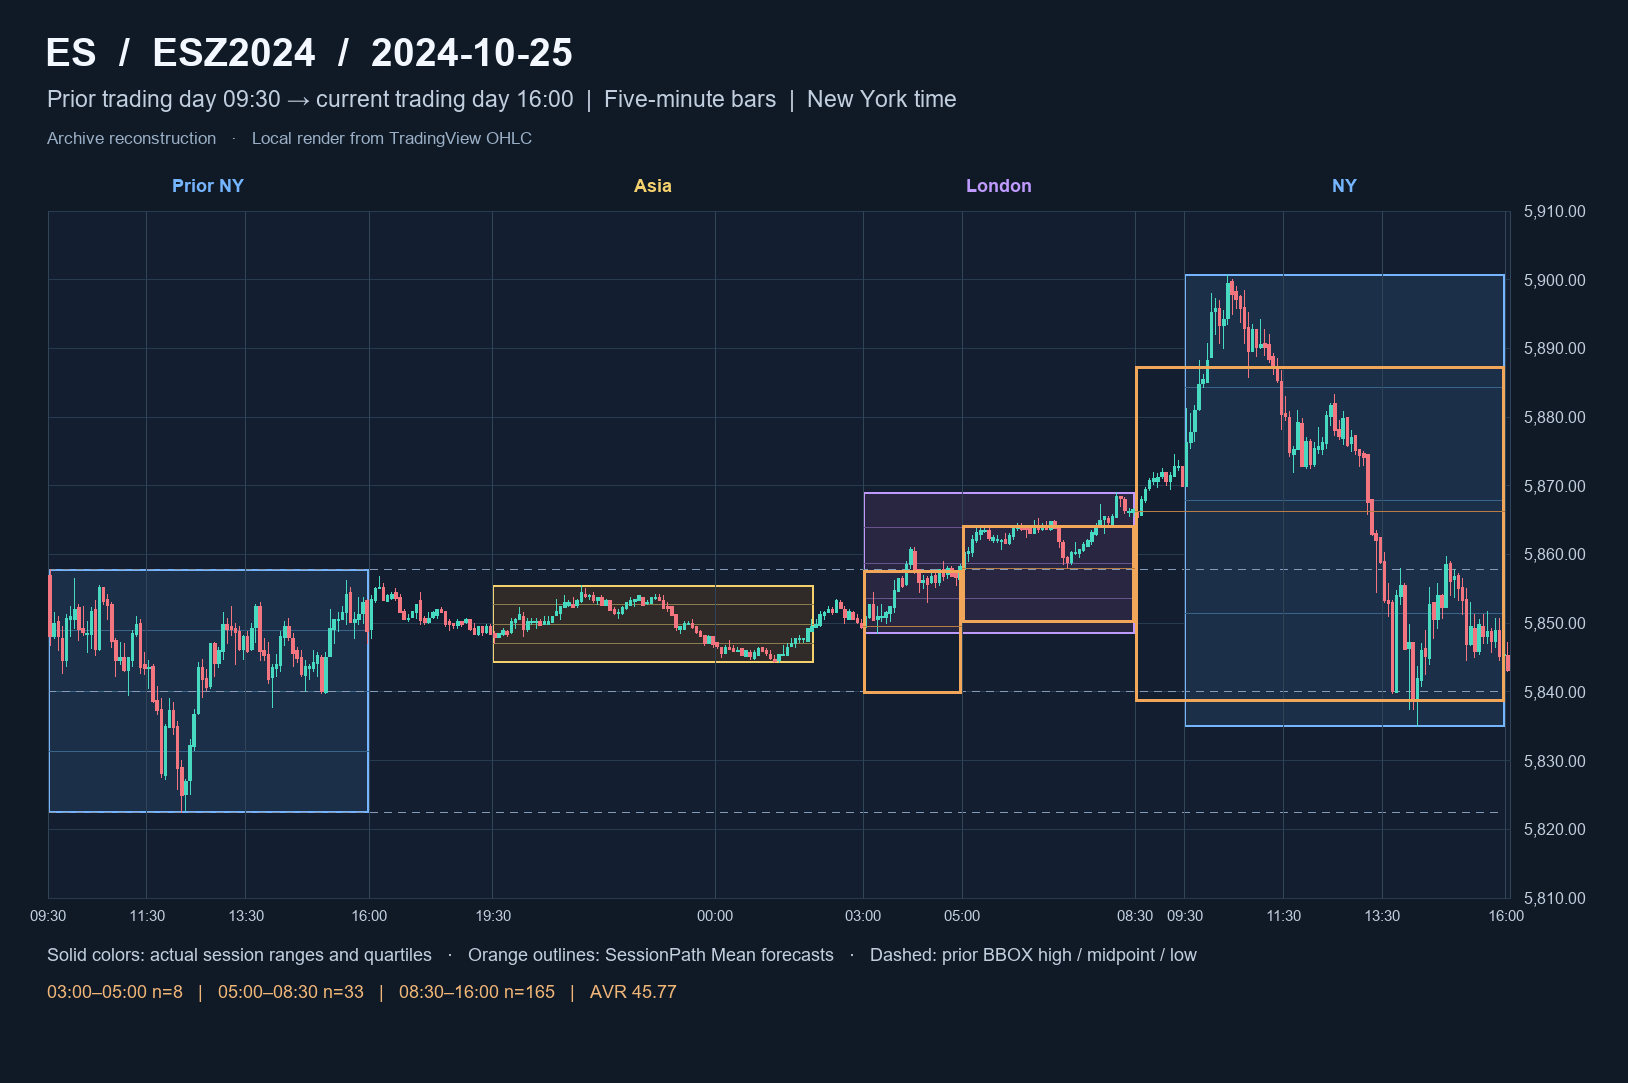 ES / ESZ2024 / 2024-10-25
Prior trading day 09:30 → current trading day 16:00 | Five-minute bars | New York time
Archive reconstruction · Local render from TradingView OHLC
Prior NY Asia London NY
5,910.00
5,900.00
5,890.00
5,880.00
5,870.00
5,860.00
5,850.00
5,840.00
5,830.00
5,820.00
5,810.00
09:30 11:30 13:30 16:00 19:30 00:00 03:00 05:00 08:30 09:30 11:30 13:30 16:00
Solid colors: actual session ranges and quartiles · Orange outlines: SessionPath Mean forecasts · Dashed: prior BBOX high / midpoint / low
03:00–05:00 n=8 | 05:00–08:30 n=33 | 08:30–16:00 n=165 | AVR 45.77